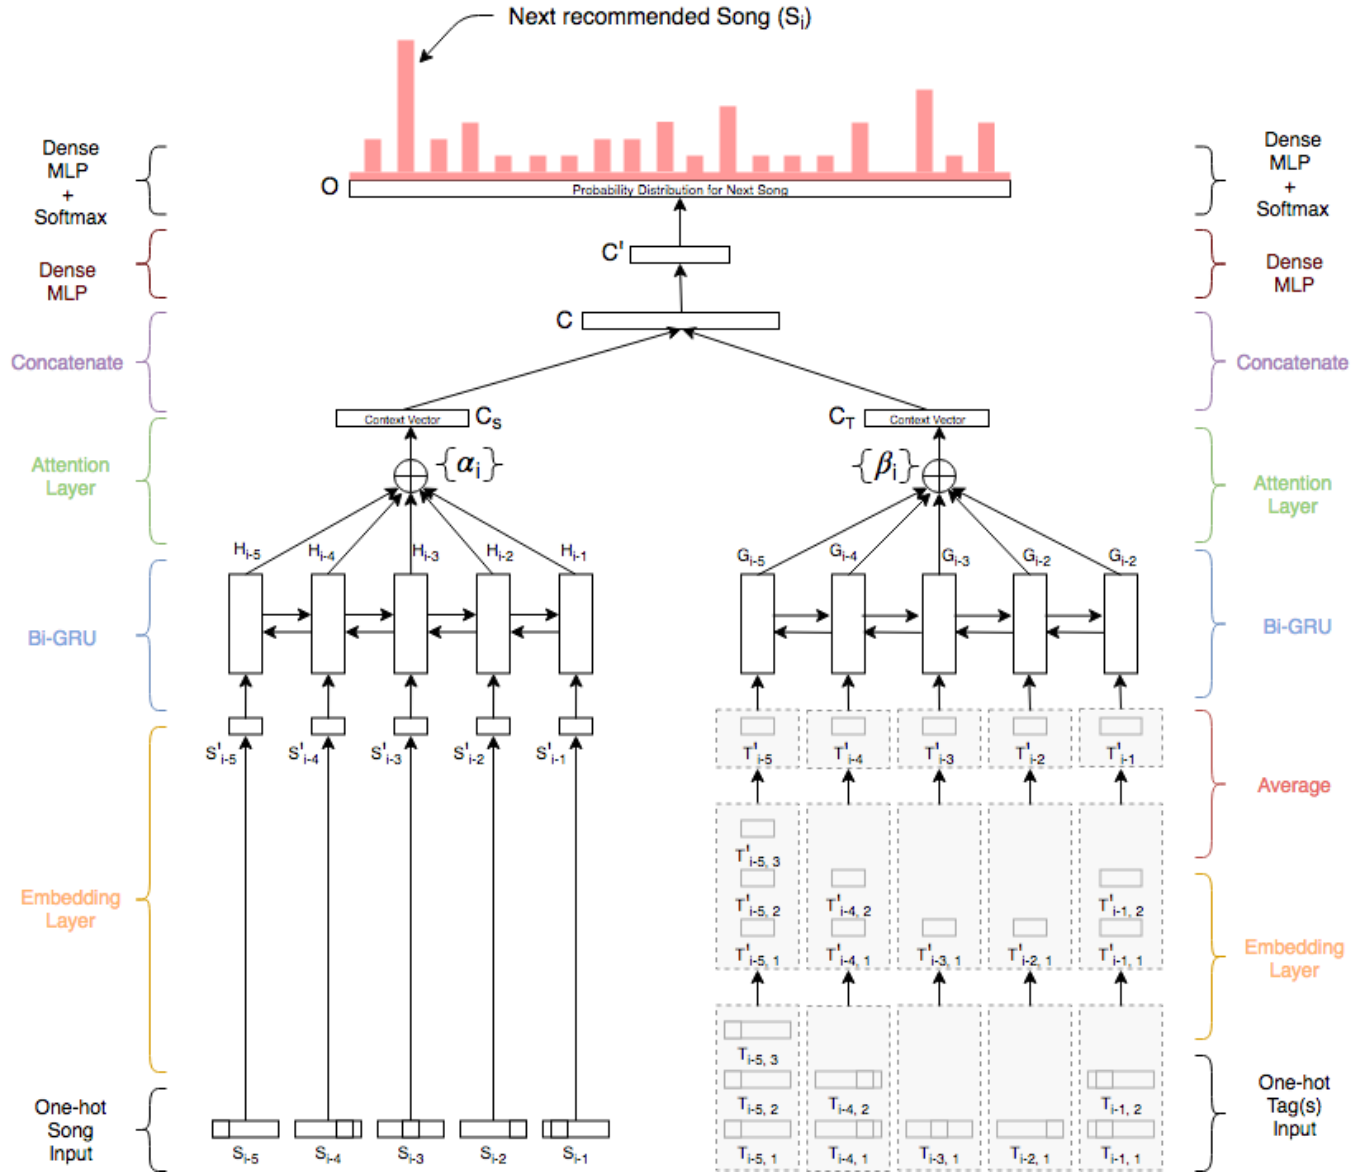 Next recommended Song (Si)
Dense
MLP
+
Softmax
Dense
MLP
+
Softmax
O
Probability Distribution for Next Song
C'
Dense
MLP
Dense
MLP
C
Concatenate
Concatenate
Context Vector
CS
CT
Context Vector
{αi}
{βi}
Attention
Layer
Attention
Layer
Hi-5
Hi-4
Hi-3
Hi-2
Hi-1
Gi-5
Gi-4
Gi-3
Gi-2
Gi-2
Bi-GRU
Bi-GRU
S'i-5
S'i-4
S'i-3
S'i-2
S'i-1
T'i-5
T'i-4
T'i-3
T'i-2
T'i-1
Average
T'i-5, 3
T'i-5, 2
T'i-4, 2
T'i-1, 2
T'i-5, 1
T'i-4, 1
T'i-3, 1
T'i-2, 1
T'i-1, 1
Embedding
Layer
Embedding
Layer
Ti-5, 3
Ti-5, 2
Ti-4, 2
Ti-1, 2
Ti-5, 1
Ti-4, 1
Ti-3, 1
Ti-2, 1
Ti-1, 1
One-hot
Song
Input
Si-5
Si-4
Si-3
Si-2
Si-1
One-hot
Tag(s)
Input